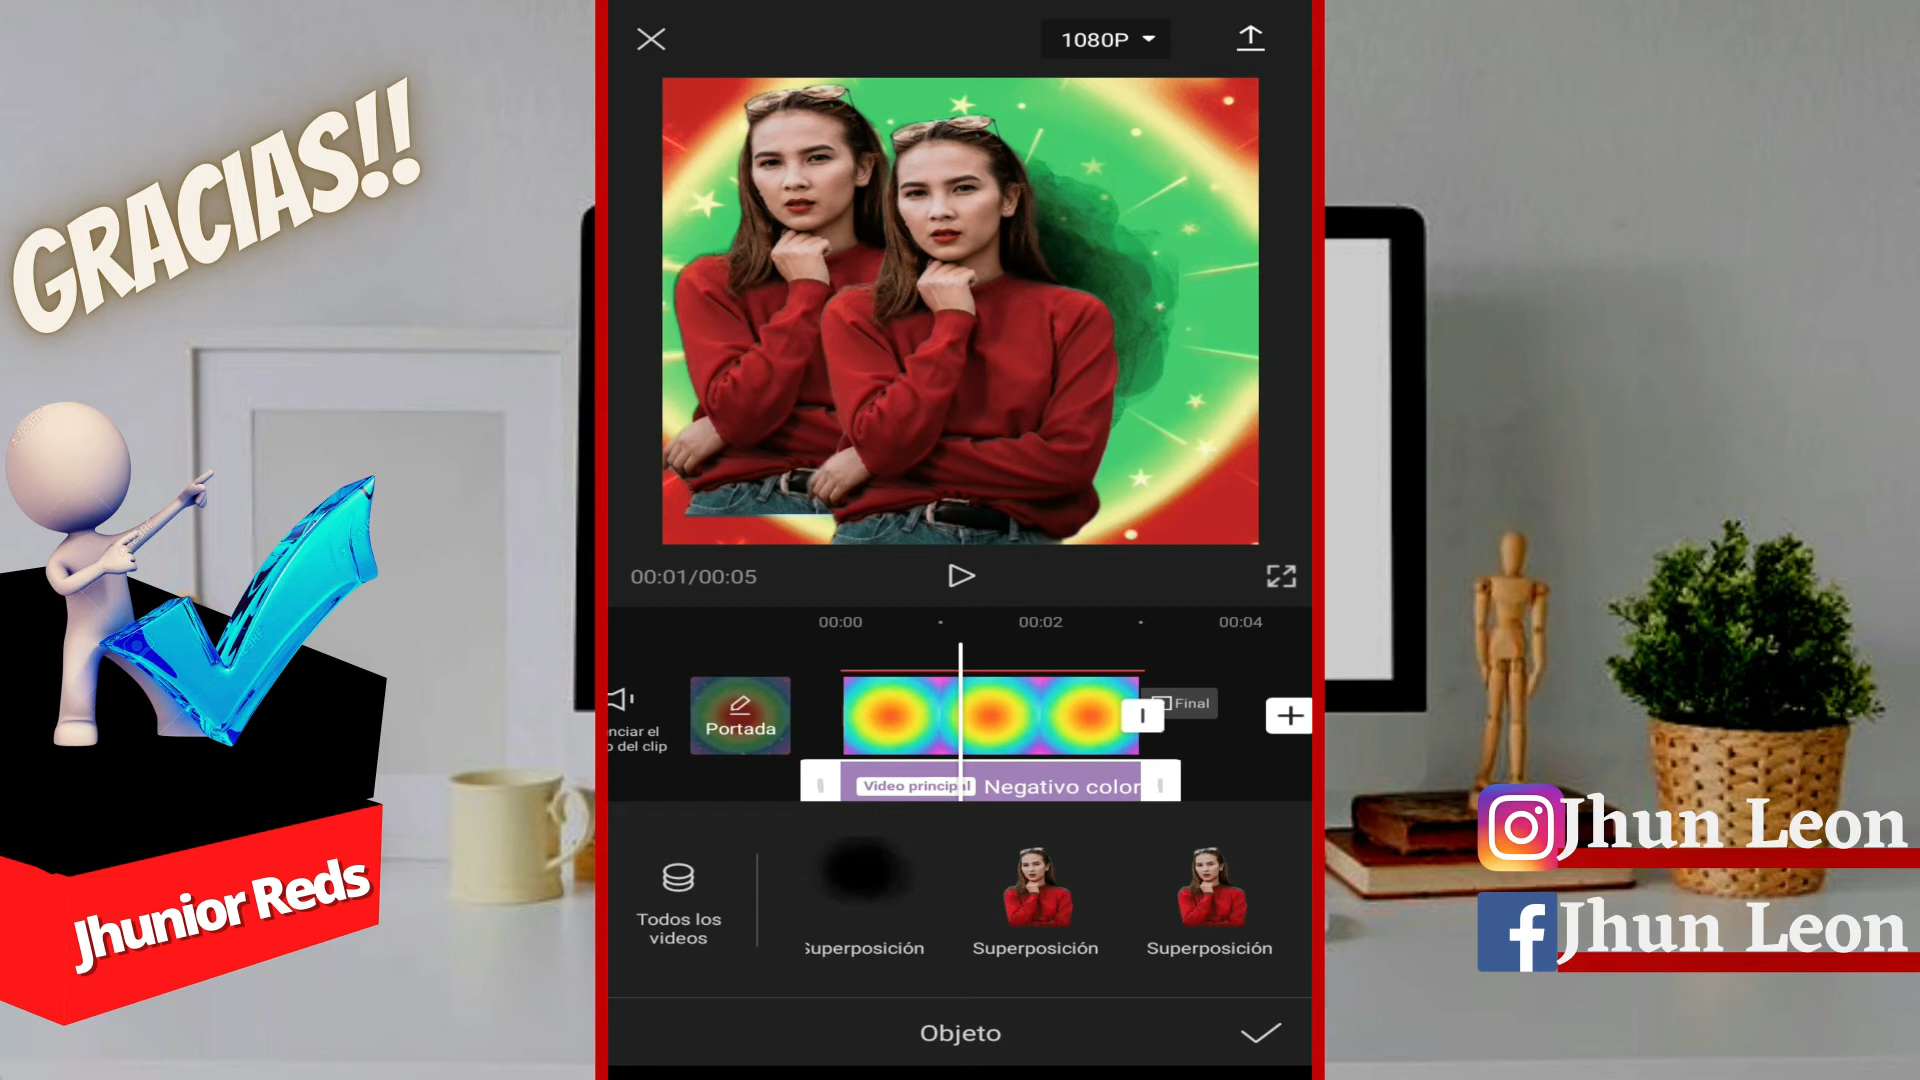 GRACIAS!!
1080P
00:01/00:05
00:00
00:02
00:04
Portada
Final
nciar el
o del clip
Video principal
Negativo color
Todos los
videos
Superposición
Superposición
Superposición
Objeto
Jhunior Reds
Jhun Leon
Jhun Leon